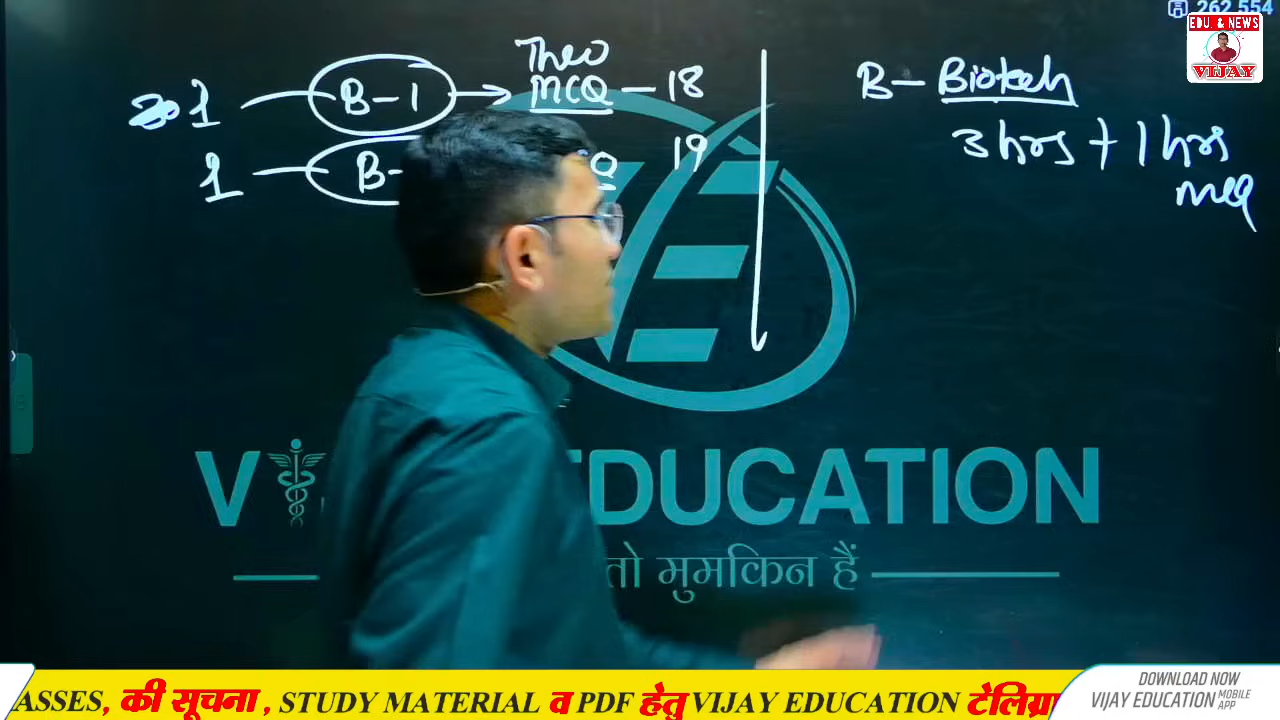 262,554
EDU. & NEWS
VIJAY
Theo
1 B-1 → MCQ - 18
1 B- 19
B - Biotech
3 hrs + 1 hrs
MCQ
V EDUCATION
तो मुमकिन हैं
ASSES, की सूचना , STUDY MATERIAL व PDF हेतु VIJAY EDUCATION टेलिग्रा
DOWNLOAD NOW
VIJAY EDUCATION MOBILE APP